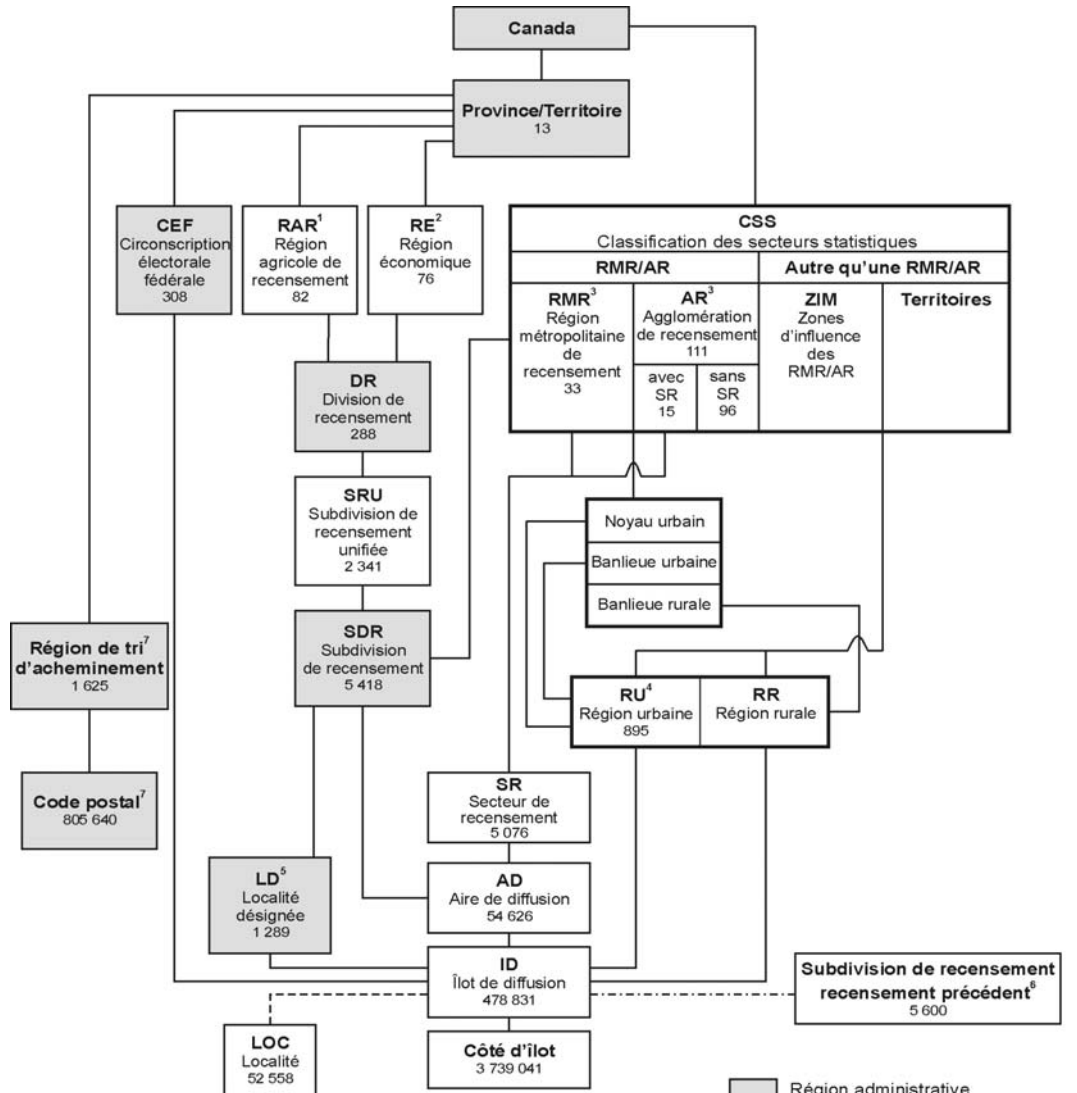 Canada
Province/Territoire
13
CEF
Circonscription
électorale
fédérale
308
RAR¹
Région
agricole de
recensement
82
RE²
Région
économique
76
CSS
Classification des secteurs statistiques
RMR/AR
Autre qu'une RMR/AR
RMR³
Région
métropolitaine
de
recensement
33
AR³
Agglomération
de recensement
111
avec
SR
15
sans
SR
96
ZIM
Zones
d'influence
des
RMR/AR
Territoires
DR
Division de
recensement
288
SRU
Subdivision de
recensement
unifiée
2 341
Noyau urbain
Banlieue urbaine
Banlieue rurale
SDR
Subdivision
de recensement
5 418
Région de tri⁷
d'acheminement
1 625
RU⁴
Région urbaine
895
RR
Région rurale
Code postal⁷
805 640
SR
Secteur de
recensement
5 076
LD⁵
Localité
désignée
1 289
AD
Aire de diffusion
54 626
ID
Îlot de diffusion
478 831
Subdivision de recensement
recensement précédent⁶
5 600
LOC
Localité
52 558
Côté d'îlot
3 739 041
Région administrative